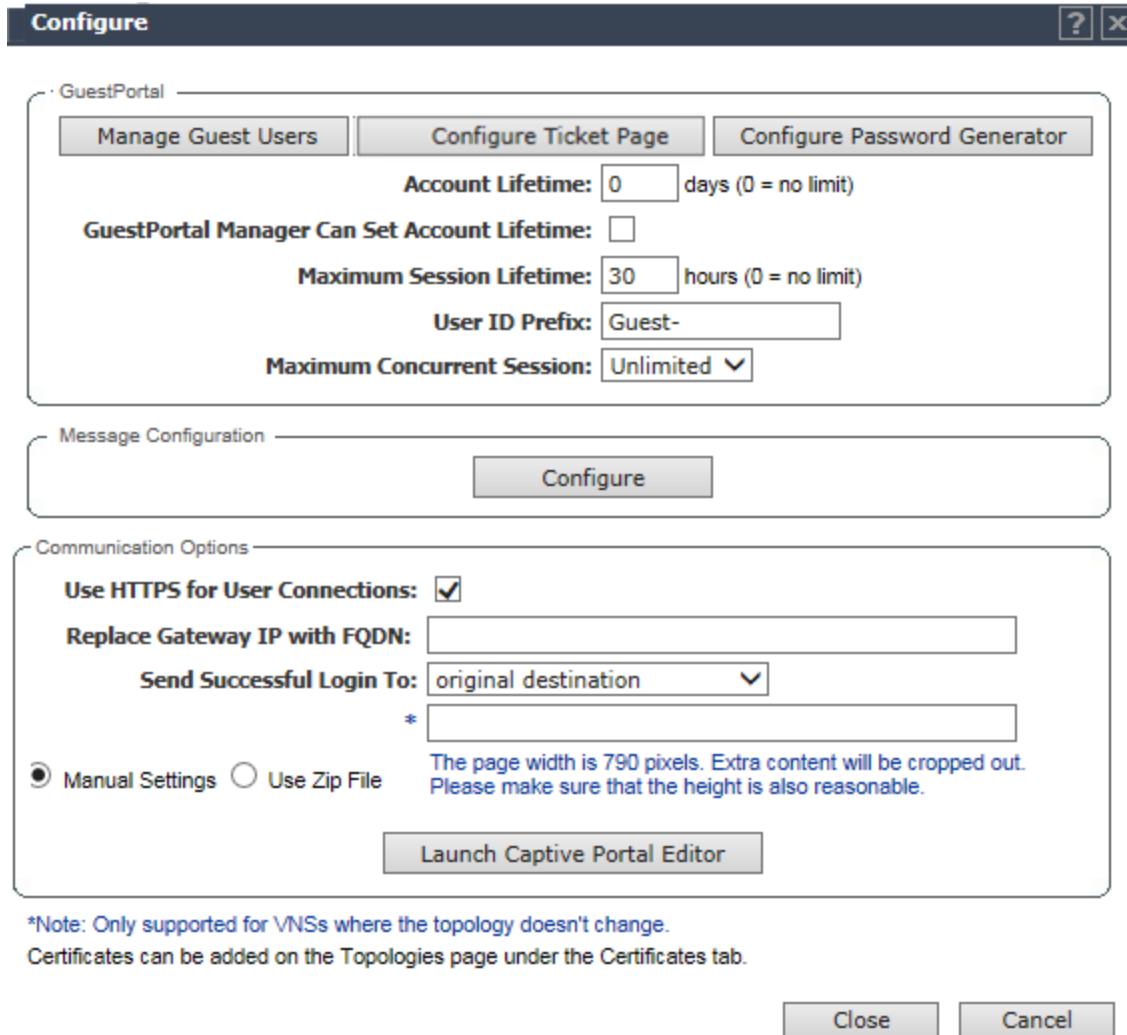 Configure ? X
GuestPortal
Manage Guest Users Configure Ticket Page Configure Password Generator
Account Lifetime: 0 days (0 = no limit)
GuestPortal Manager Can Set Account Lifetime:
Maximum Session Lifetime: 30 hours (0 = no limit)
User ID Prefix: Guest-
Maximum Concurrent Session: Unlimited
Message Configuration
Configure
Communication Options
Use HTTPS for User Connections:
Replace Gateway IP with FQDN:
Send Successful Login To: original destination
*
The page width is 790 pixels. Extra content will be cropped out.
Manual Settings Use Zip File
Please make sure that the height is also reasonable.
Launch Captive Portal Editor
*Note: Only supported for VNSs where the topology doesn't change.
Certificates can be added on the Topologies page under the Certificates tab.
Close Cancel